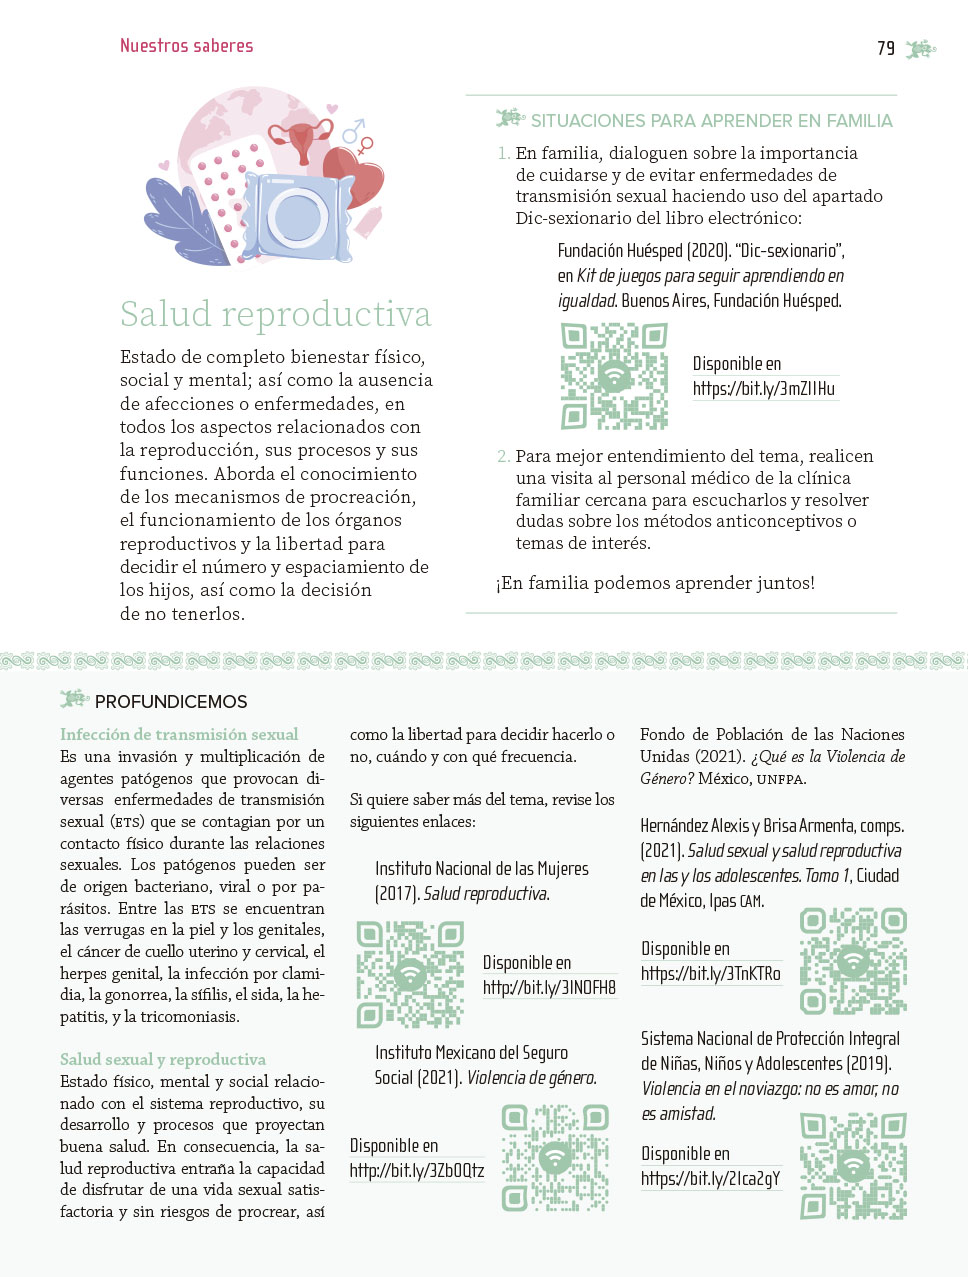 Nuestros saberes
79
Salud reproductiva
Estado de completo bienestar físico,
social y mental; así como la ausencia
de afecciones o enfermedades, en
todos los aspectos relacionados con
la reproducción, sus procesos y sus
funciones. Aborda el conocimiento
de los mecanismos de procreación,
el funcionamiento de los órganos
reproductivos y la libertad para
decidir el número y espaciamiento de
los hijos, así como la decisión
de no tenerlos.
SITUACIONES PARA APRENDER EN FAMILIA
1. En familia, dialoguen sobre la importancia
de cuidarse y de evitar enfermedades de
transmisión sexual haciendo uso del apartado
Dic-sexionario del libro electrónico:
Fundación Huésped (2020). “Dic-sexionario”,
en Kit de juegos para seguir aprendiendo en
igualdad. Buenos Aires, Fundación Huésped.
Disponible en
https://bit.ly/3mZIIHu
2. Para mejor entendimiento del tema, realicen
una visita al personal médico de la clínica
familiar cercana para escucharlos y resolver
dudas sobre los métodos anticonceptivos o
temas de interés.
¡En familia podemos aprender juntos!
PROFUNDICEMOS
Infección de transmisión sexual
Es una invasión y multiplicación de
agentes patógenos que provocan di-
versas enfermedades de transmisión
sexual (ETS) que se contagian por un
contacto físico durante las relaciones
sexuales. Los patógenos pueden ser
de origen bacteriano, viral o por pa-
rásitos. Entre las ETS se encuentran
las verrugas en la piel y los genitales,
el cáncer de cuello uterino y cervical, el
herpes genital, la infección por clami-
dia, la gonorrea, la sífilis, el sida, la he-
patitis, y la tricomoniasis.
Salud sexual y reproductiva
Estado físico, mental y social relacio-
nado con el sistema reproductivo, su
desarrollo y procesos que proyectan
buena salud. En consecuencia, la sa-
lud reproductiva entraña la capacidad
de disfrutar de una vida sexual satis-
factoria y sin riesgos de procrear, así
como la libertad para decidir hacerlo o
no, cuándo y con qué frecuencia.
Si quiere saber más del tema, revise los
siguientes enlaces:
Instituto Nacional de las Mujeres
(2017). Salud reproductiva.
Disponible en
http://bit.ly/3INOFH8
Instituto Mexicano del Seguro
Social (2021). Violencia de género.
Disponible en
http://bit.ly/3ZbOQtz
Fondo de Población de las Naciones
Unidas (2021). ¿Qué es la Violencia de
Género? México, UNFPA.
Hernández Alexis y Brisa Armenta, comps.
(2021). Salud sexual y salud reproductiva
en las y los adolescentes. Tomo 1, Ciudad
de México, Ipas CAM.
Disponible en
https://bit.ly/3TnKTRo
Sistema Nacional de Protección Integral
de Niñas, Niños y Adolescentes (2019).
Violencia en el noviazgo: no es amor, no
es amistad.
Disponible en
https://bit.ly/2Ica2gY